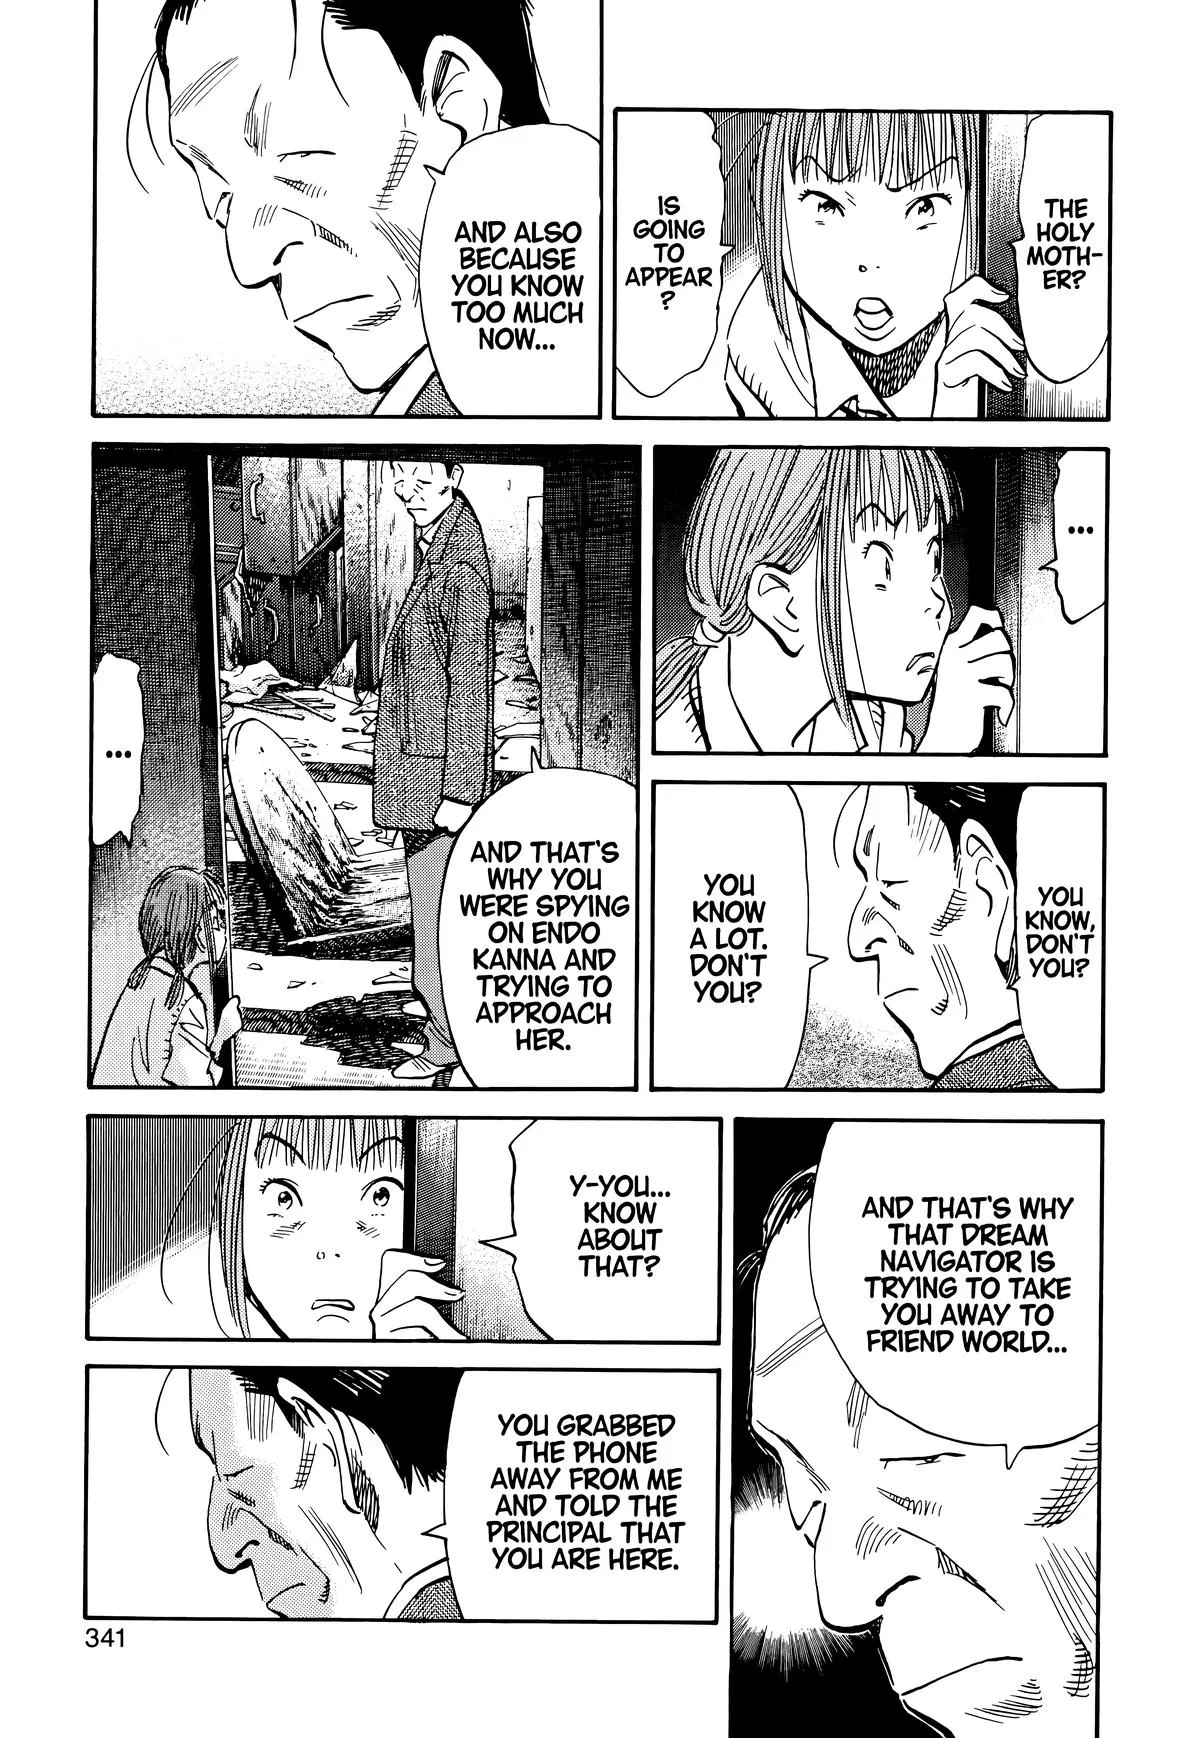 THE
HOLY
MOTH-
ER?
IS
GOING
TO
APPEAR
?
AND ALSO
BECAUSE
YOU KNOW
TOO MUCH
NOW...
...
YOU
KNOW,
DON'T
YOU?
YOU
KNOW
A LOT.
DON'T
YOU?
AND THAT'S
WHY YOU
WERE SPYING
ON ENDO
KANNA AND
TRYING TO
APPROACH
HER.
...
AND THAT'S WHY
THAT DREAM
NAVIGATOR IS
TRYING TO TAKE
YOU AWAY TO
FRIEND WORLD...
Y-YOU...
KNOW
ABOUT
THAT?
YOU GRABBED
THE PHONE
AWAY FROM ME
AND TOLD THE
PRINCIPAL THAT
YOU ARE HERE.
341